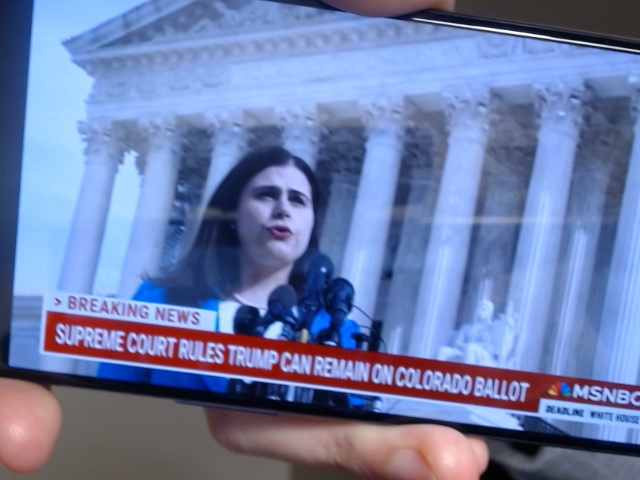 > BREAKING NEWS
SUPREME COURT RULES TRUMP CAN REMAIN ON COLORADO BALLOT
MSNBC
DEADLINE WHITE HOUSE